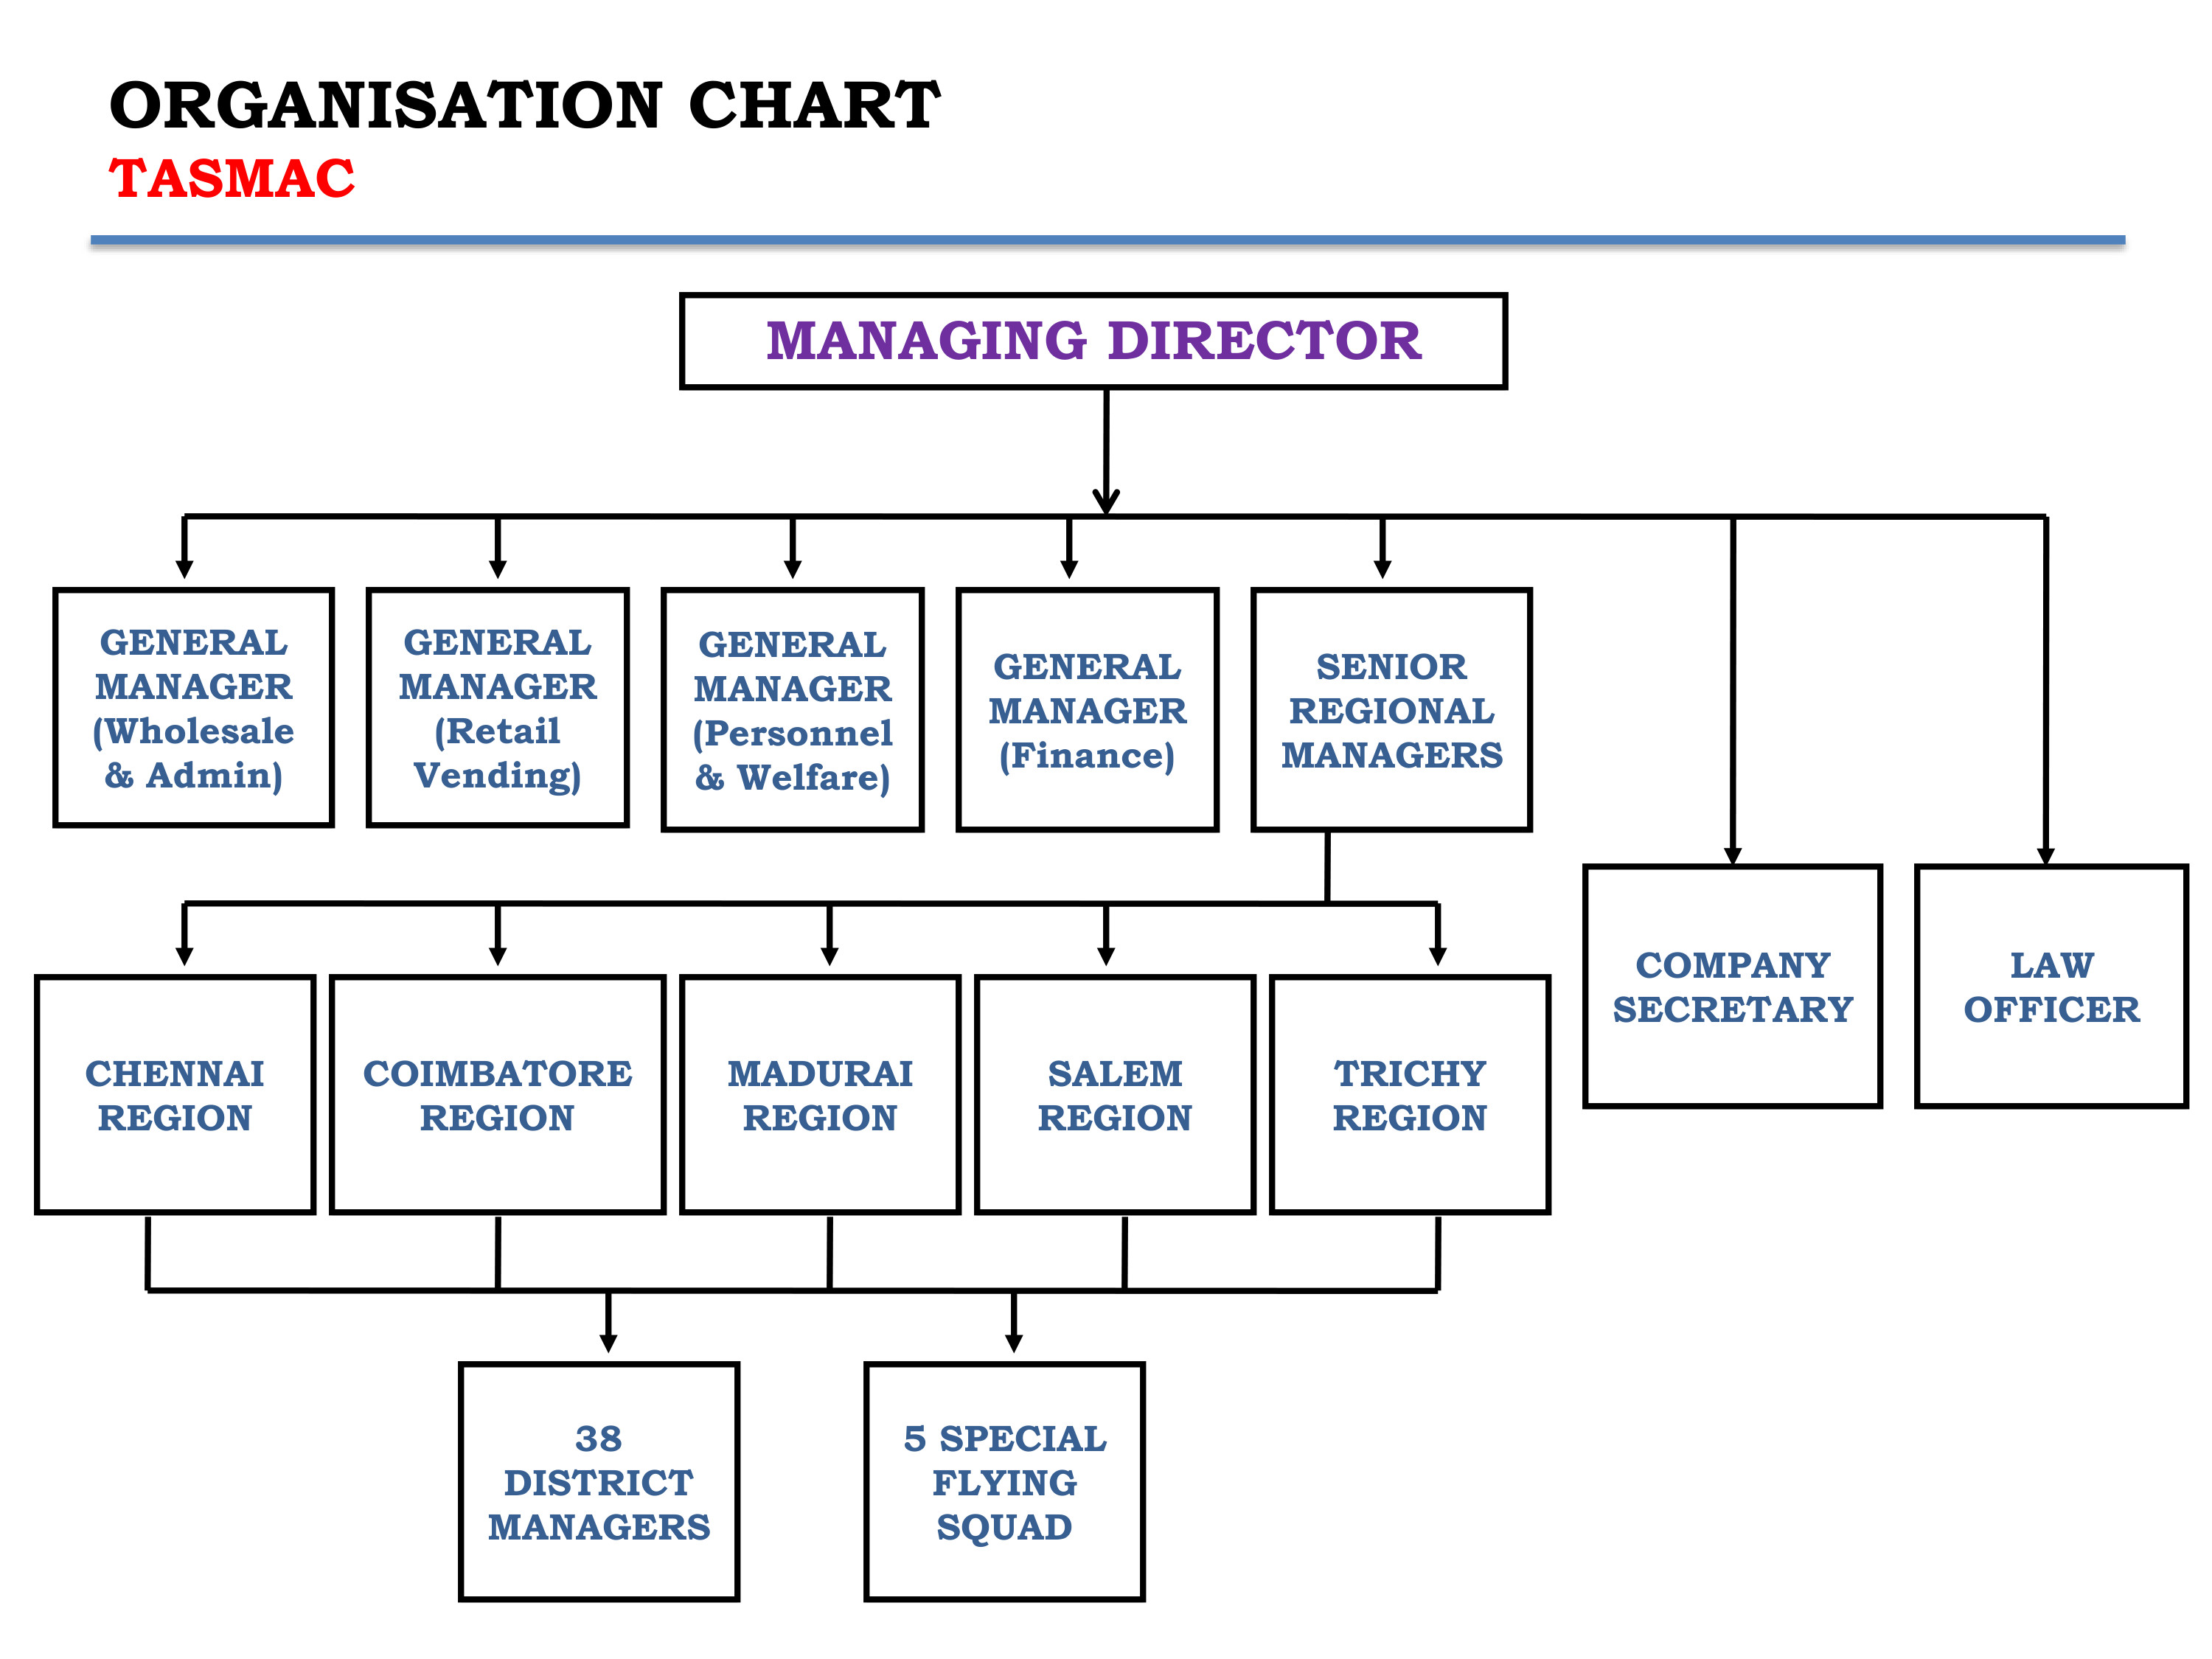 ORGANISATION CHART
TASMAC
MANAGING DIRECTOR
GENERAL
MANAGER
(Wholesale
& Admin)
GENERAL
MANAGER
(Retail
Vending)
GENERAL
MANAGER
(Personnel
& Welfare)
GENERAL
MANAGER
(Finance)
SENIOR
REGIONAL
MANAGERS
COMPANY
SECRETARY
LAW
OFFICER
CHENNAI
REGION
COIMBATORE
REGION
MADURAI
REGION
SALEM
REGION
TRICHY
REGION
38
DISTRICT
MANAGERS
5 SPECIAL
FLYING
SQUAD